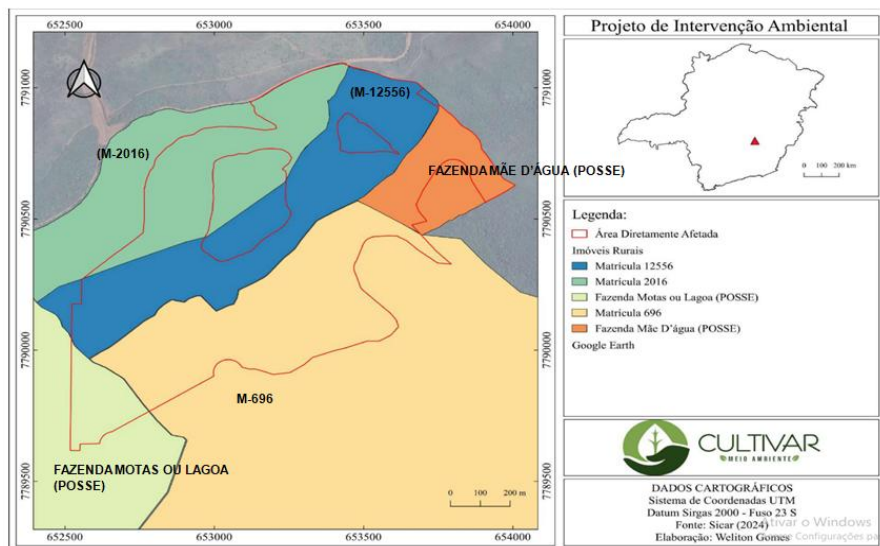 652500 653000 653500 654000
7791000
7790500
7790000
7789500
(M-12556)
(M-2016)
FAZENDA MÃE D'ÁGUA (POSSE)
M-696
FAZENDA MOTAS OU LAGOA
(POSSE)
0 100 200 m
652500 653000 653500 654000
7791000
7790500
7790000
7789500
Projeto de Intervenção Ambiental
0 100 200 km
Legenda:
Área Diretamente Afetada
Imóveis Rurais
Matrícula 12556
Matrícula 2016
Fazenda Motas ou Lagoa (POSSE)
Matrícula 696
Fazenda Mãe D'água (POSSE)
Google Earth
CULTIVAR
MEIO AMBIENTE
DADOS CARTOGRÁFICOS
Sistema de Coordenadas UTM
Datum Sirgas 2000 - Fuso 23 S
Fonte: Sicar (2024)
Elaboração: Weliton Gomes
Ativar o Windows
Configurações pa